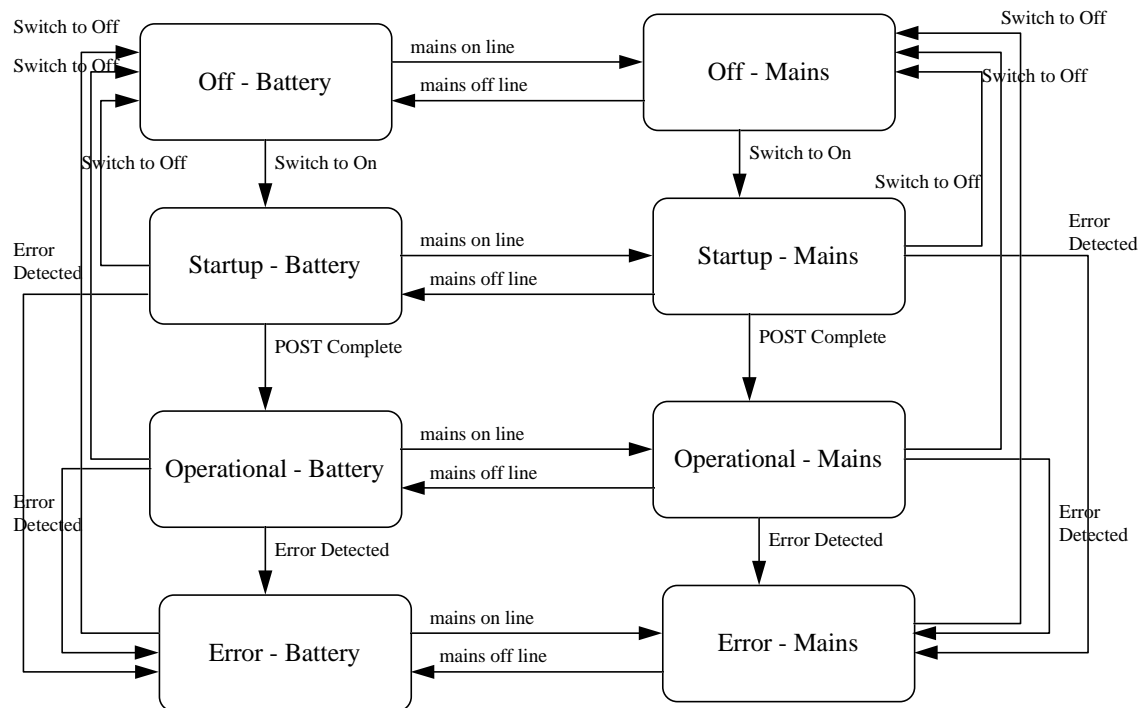 Switch to Off
Switch to Off
mains on line
Switch to Off
Off - Battery
Off - Mains
Switch to Off
mains off line
Switch to Off
Switch to On
Switch to On
Switch to Off
Error
Detected
mains on line
Error
Detected
Startup - Battery
Startup - Mains
mains off line
POST Complete
POST Complete
mains on line
Operational - Battery
Operational - Mains
mains off line
Error
Detected
Error
Detected
Error Detected
Error Detected
mains on line
Error - Battery
Error - Mains
mains off line